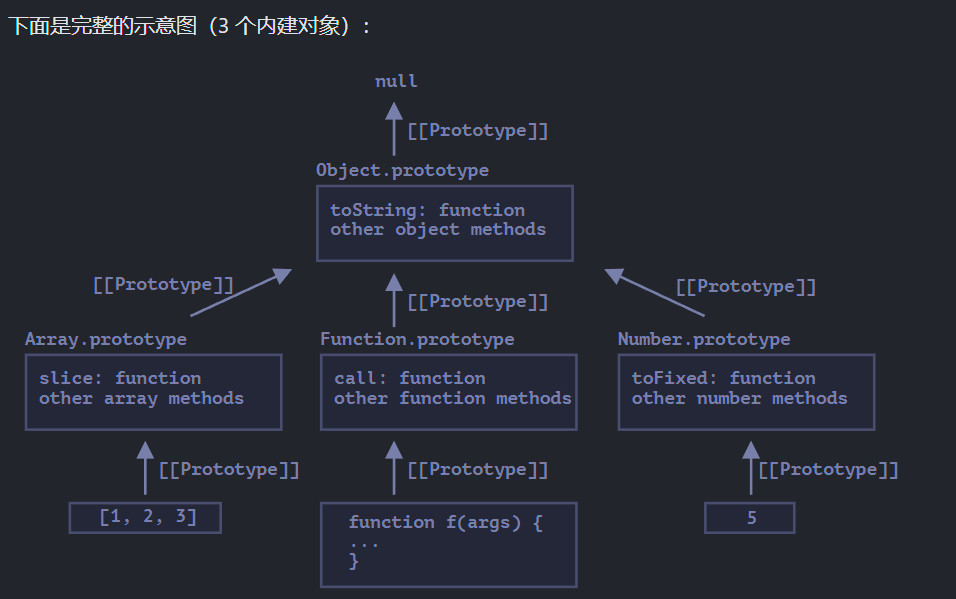 下面是完整的示意图（3 个内建对象）：
null
[[Prototype]]
Object.prototype
toString: function
other object methods
[[Prototype]]
[[Prototype]]
[[Prototype]]
Array.prototype
Function.prototype
Number.prototype
slice: function
other array methods
call: function
other function methods
toFixed: function
other number methods
[[Prototype]]
[[Prototype]]
[[Prototype]]
[1, 2, 3]
function f(args) {
...
}
5